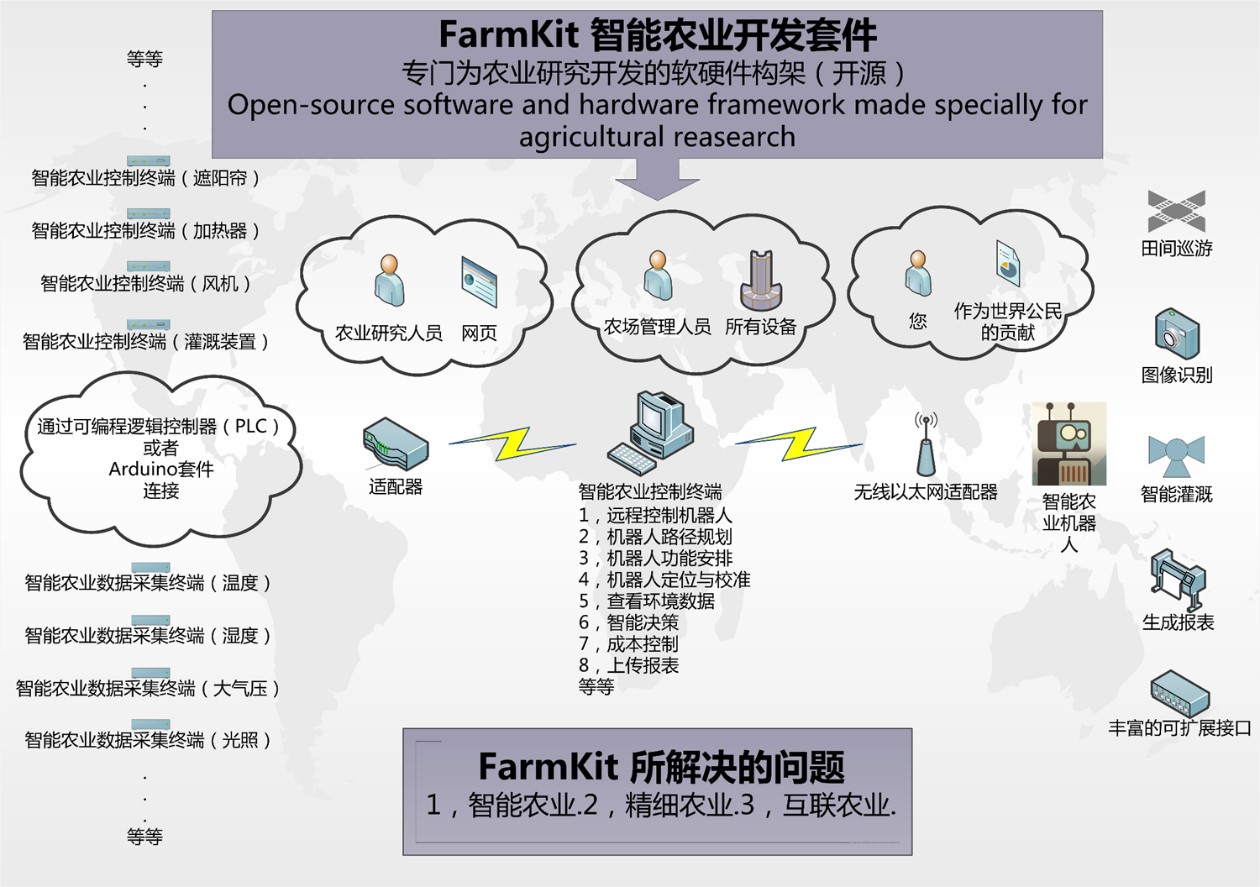 FarmKit 智能农业开发套件
专门为农业研究开发的软硬件构架（开源）
Open-source software and hardware framework made specially for
agricultural reasearch
等等
.
.
.
智能农业控制终端（遮阳帘）
智能农业控制终端（加热器）
智能农业控制终端（风机）
智能农业控制终端（灌溉装置）
通过可编程逻辑控制器（PLC）
或者
Arduino套件
连接
智能农业数据采集终端（温度）
智能农业数据采集终端（湿度）
智能农业数据采集终端（大气压）
智能农业数据采集终端（光照）
.
.
.
等等
农业研究人员
网页
农场管理人员
所有设备
您
作为世界公民
的贡献
适配器
智能农业控制终端
1，远程控制机器人
2，机器人路径规划
3，机器人功能安排
4，机器人定位与校准
5，查看环境数据
6，智能决策
7，成本控制
8，上传报表
等等
无线以太网适配器
智能农
业机器
人
田间巡游
图像识别
智能灌溉
生成报表
丰富的可扩展接口
FarmKit 所解决的问题
1，智能农业.2，精细农业.3，互联农业.